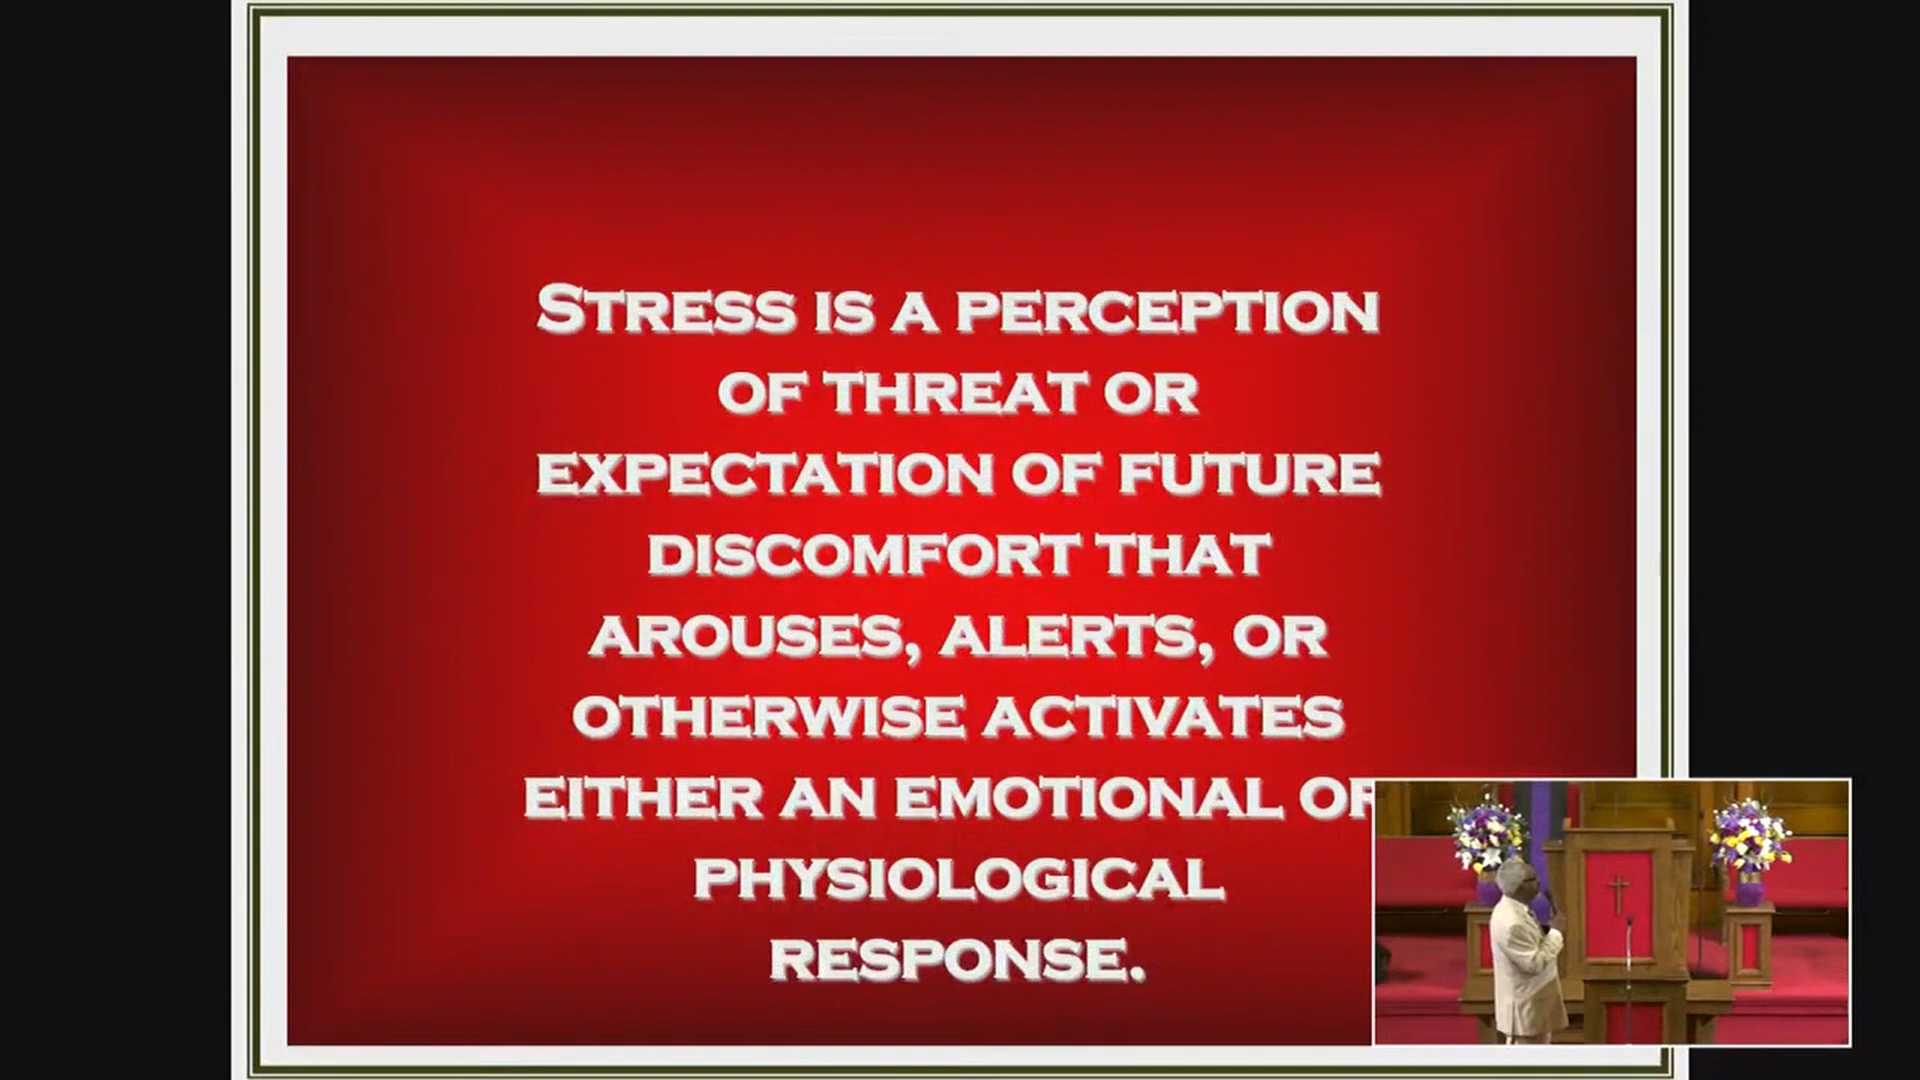 Stress is a perception
of threat or
expectation of future
discomfort that
arouses, alerts, or
otherwise activates
either an emotional or
physiological
response.